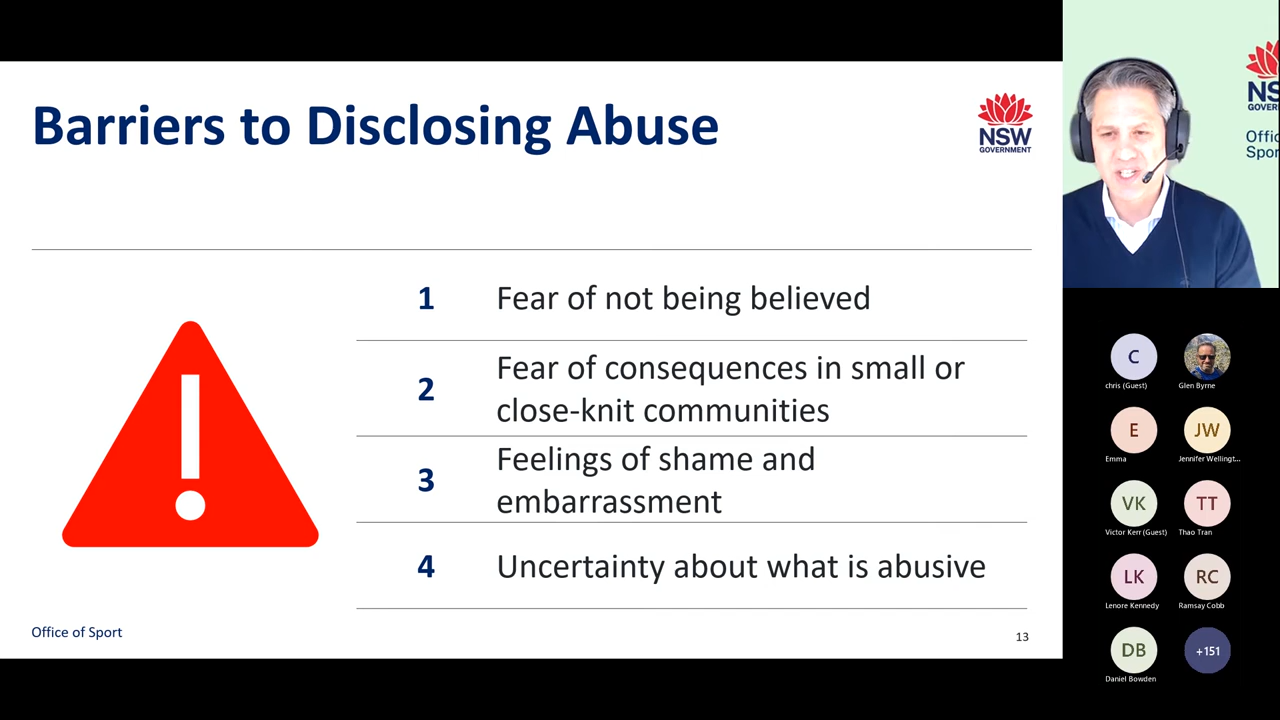 Barriers to Disclosing Abuse
NSW
GOVERNMENT
1 Fear of not being believed
2 Fear of consequences in small or
close-knit communities
3 Feelings of shame and
embarrassment
4 Uncertainty about what is abusive
Office of Sport
13
NS
GOVER
Offic
Spor
C
chris (Guest)
Glen Byrne
E
Emma
JW
Jennifer Wellingt...
VK
Victor Kerr (Guest)
TT
Thao Tran
LK
Lenore Kennedy
RC
Ramsay Cobb
DB
Daniel Bowden
+151